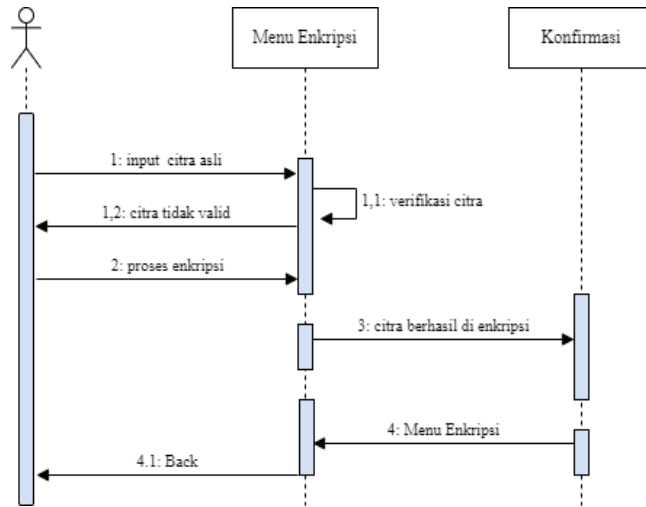 Menu Enkripsi
Konfirmasi
1: input citra asli
1,1: verifikasi citra
1,2: citra tidak valid
2: proses enkripsi
3: citra berhasil di enkripsi
4: Menu Enkripsi
4.1: Back